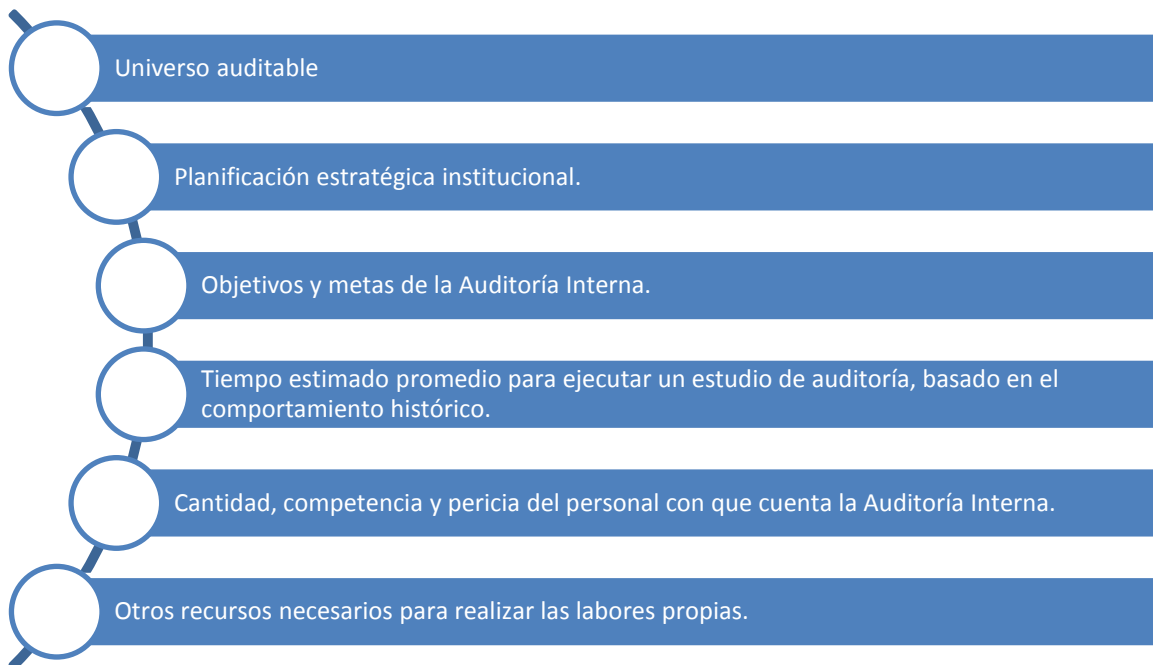 Universo auditable
Planificación estratégica institucional.
Objetivos y metas de la Auditoría Interna.
Tiempo estimado promedio para ejecutar un estudio de auditoría, basado en el
comportamiento histórico.
Cantidad, competencia y pericia del personal con que cuenta la Auditoría Interna.
Otros recursos necesarios para realizar las labores propias.